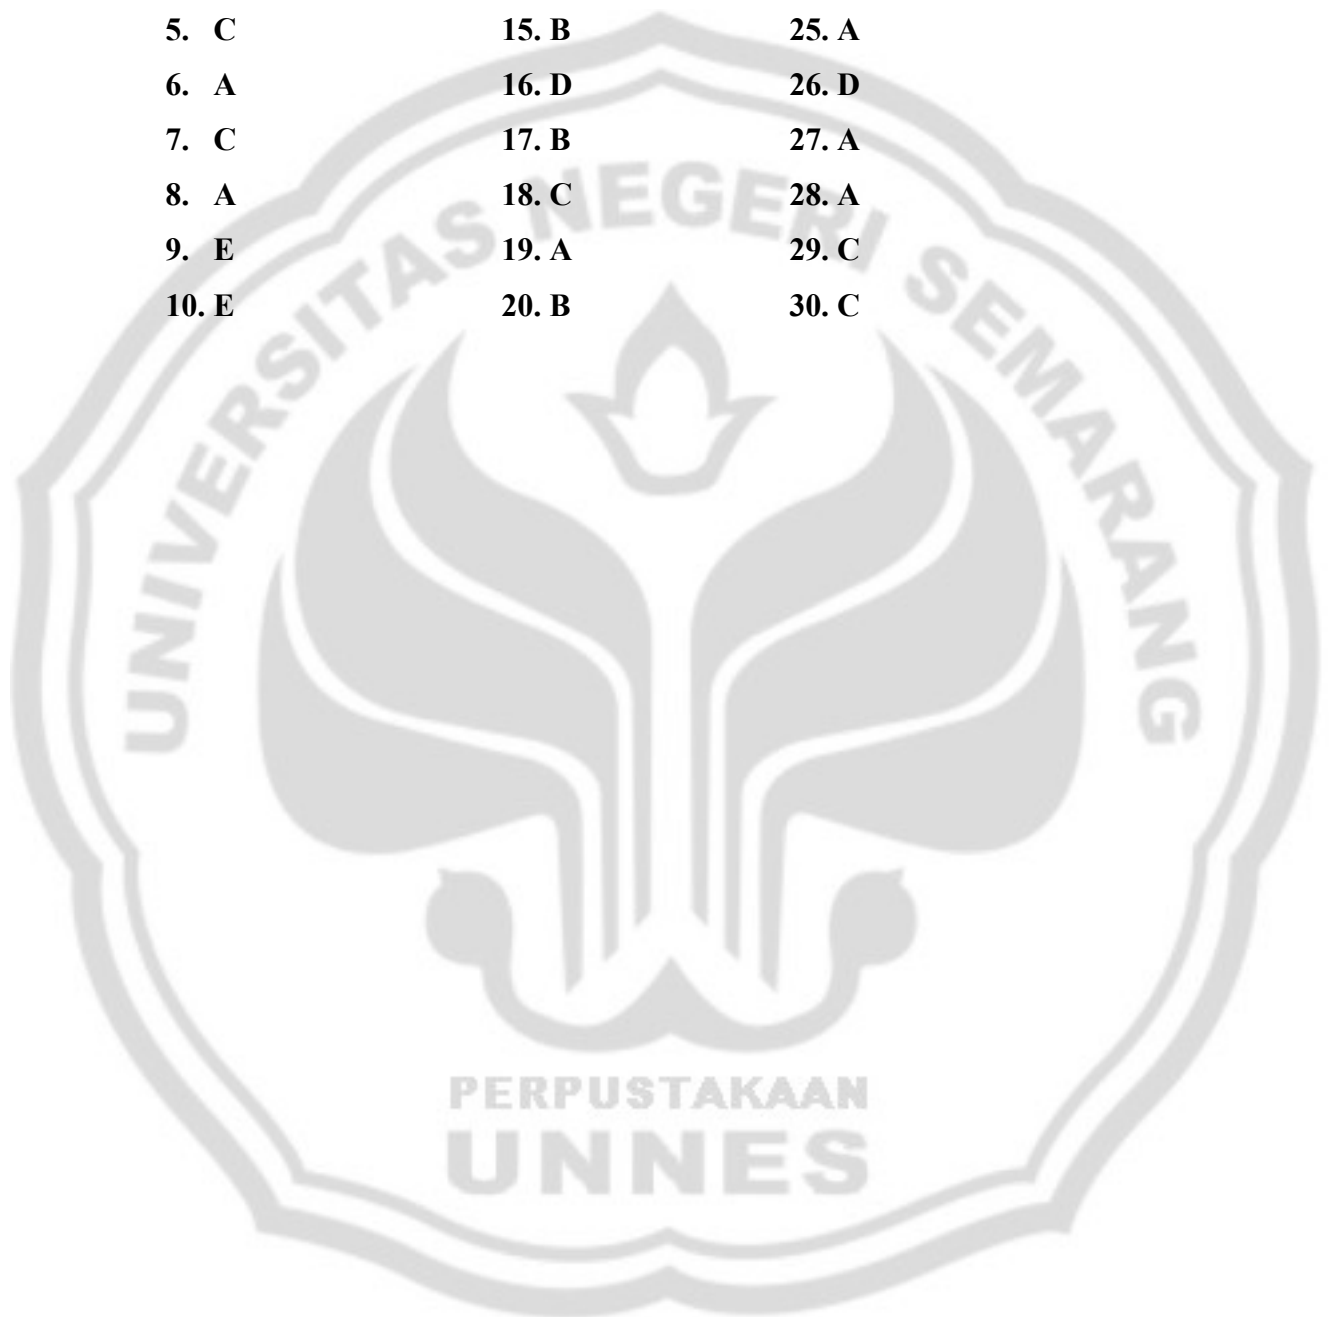 5. C 15. B 25. A
6. A 16. D 26. D
7. C 17. B 27. A
8. A 18. C 28. A
9. E 19. A 29. C
10. E 20. B 30. C
UNIVERSITAS NEGERI SEMARANG
PERPUSTAKAAN
UNNES